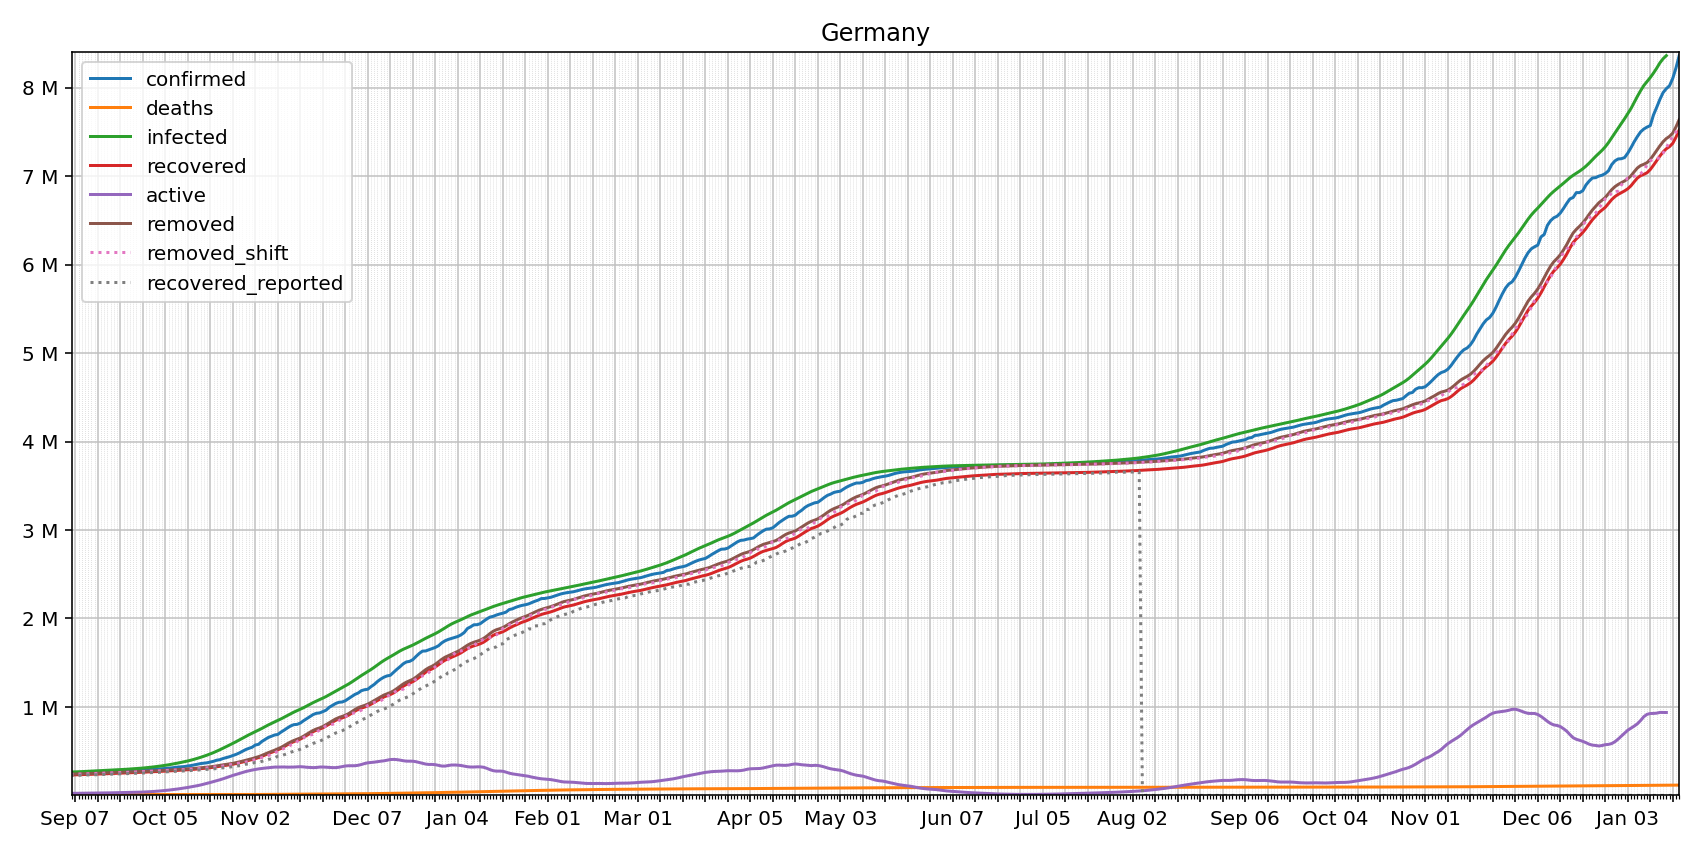 Germany
confirmed
deaths
infected
recovered
active
removed
removed_shift
recovered_reported
8 M
7 M
6 M
5 M
4 M
3 M
2 M
1 M
Sep 07 Oct 05 Nov 02 Dec 07 Jan 04 Feb 01 Mar 01 Apr 05 May 03 Jun 07 Jul 05 Aug 02 Sep 06 Oct 04 Nov 01 Dec 06 Jan 03